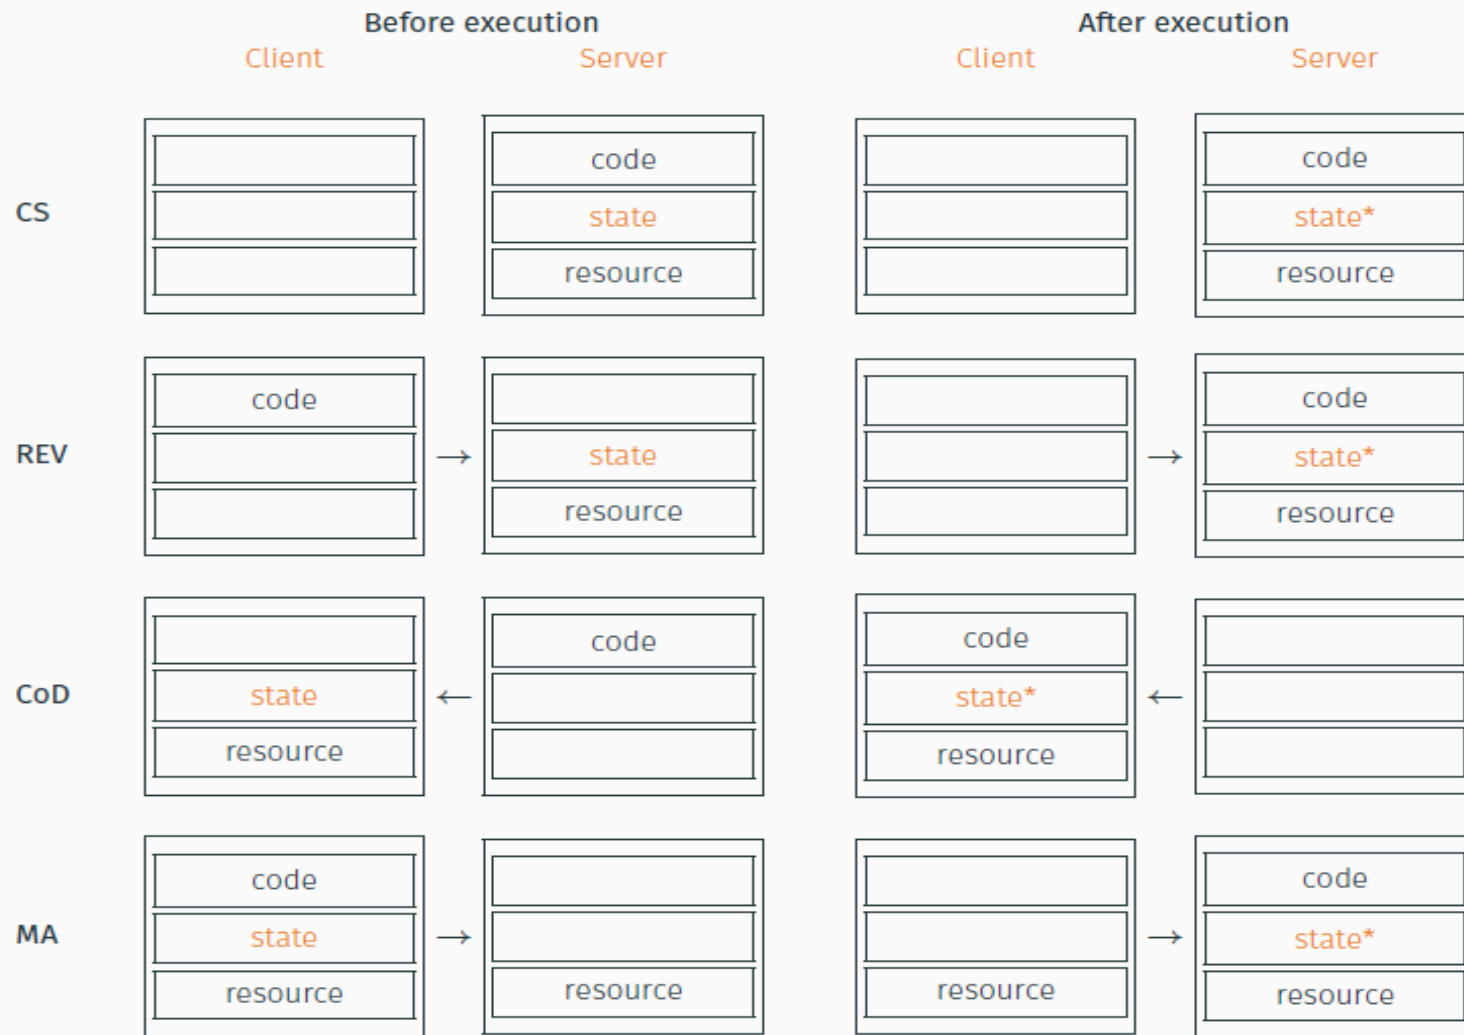 Before execution After execution
Client Server Client Server
code code
CS state state*
resource resource
code code
REV → state → state*
resource resource
code code
CoD state ← state* ←
resource resource
code code
MA state → → state*
resource resource resource resource